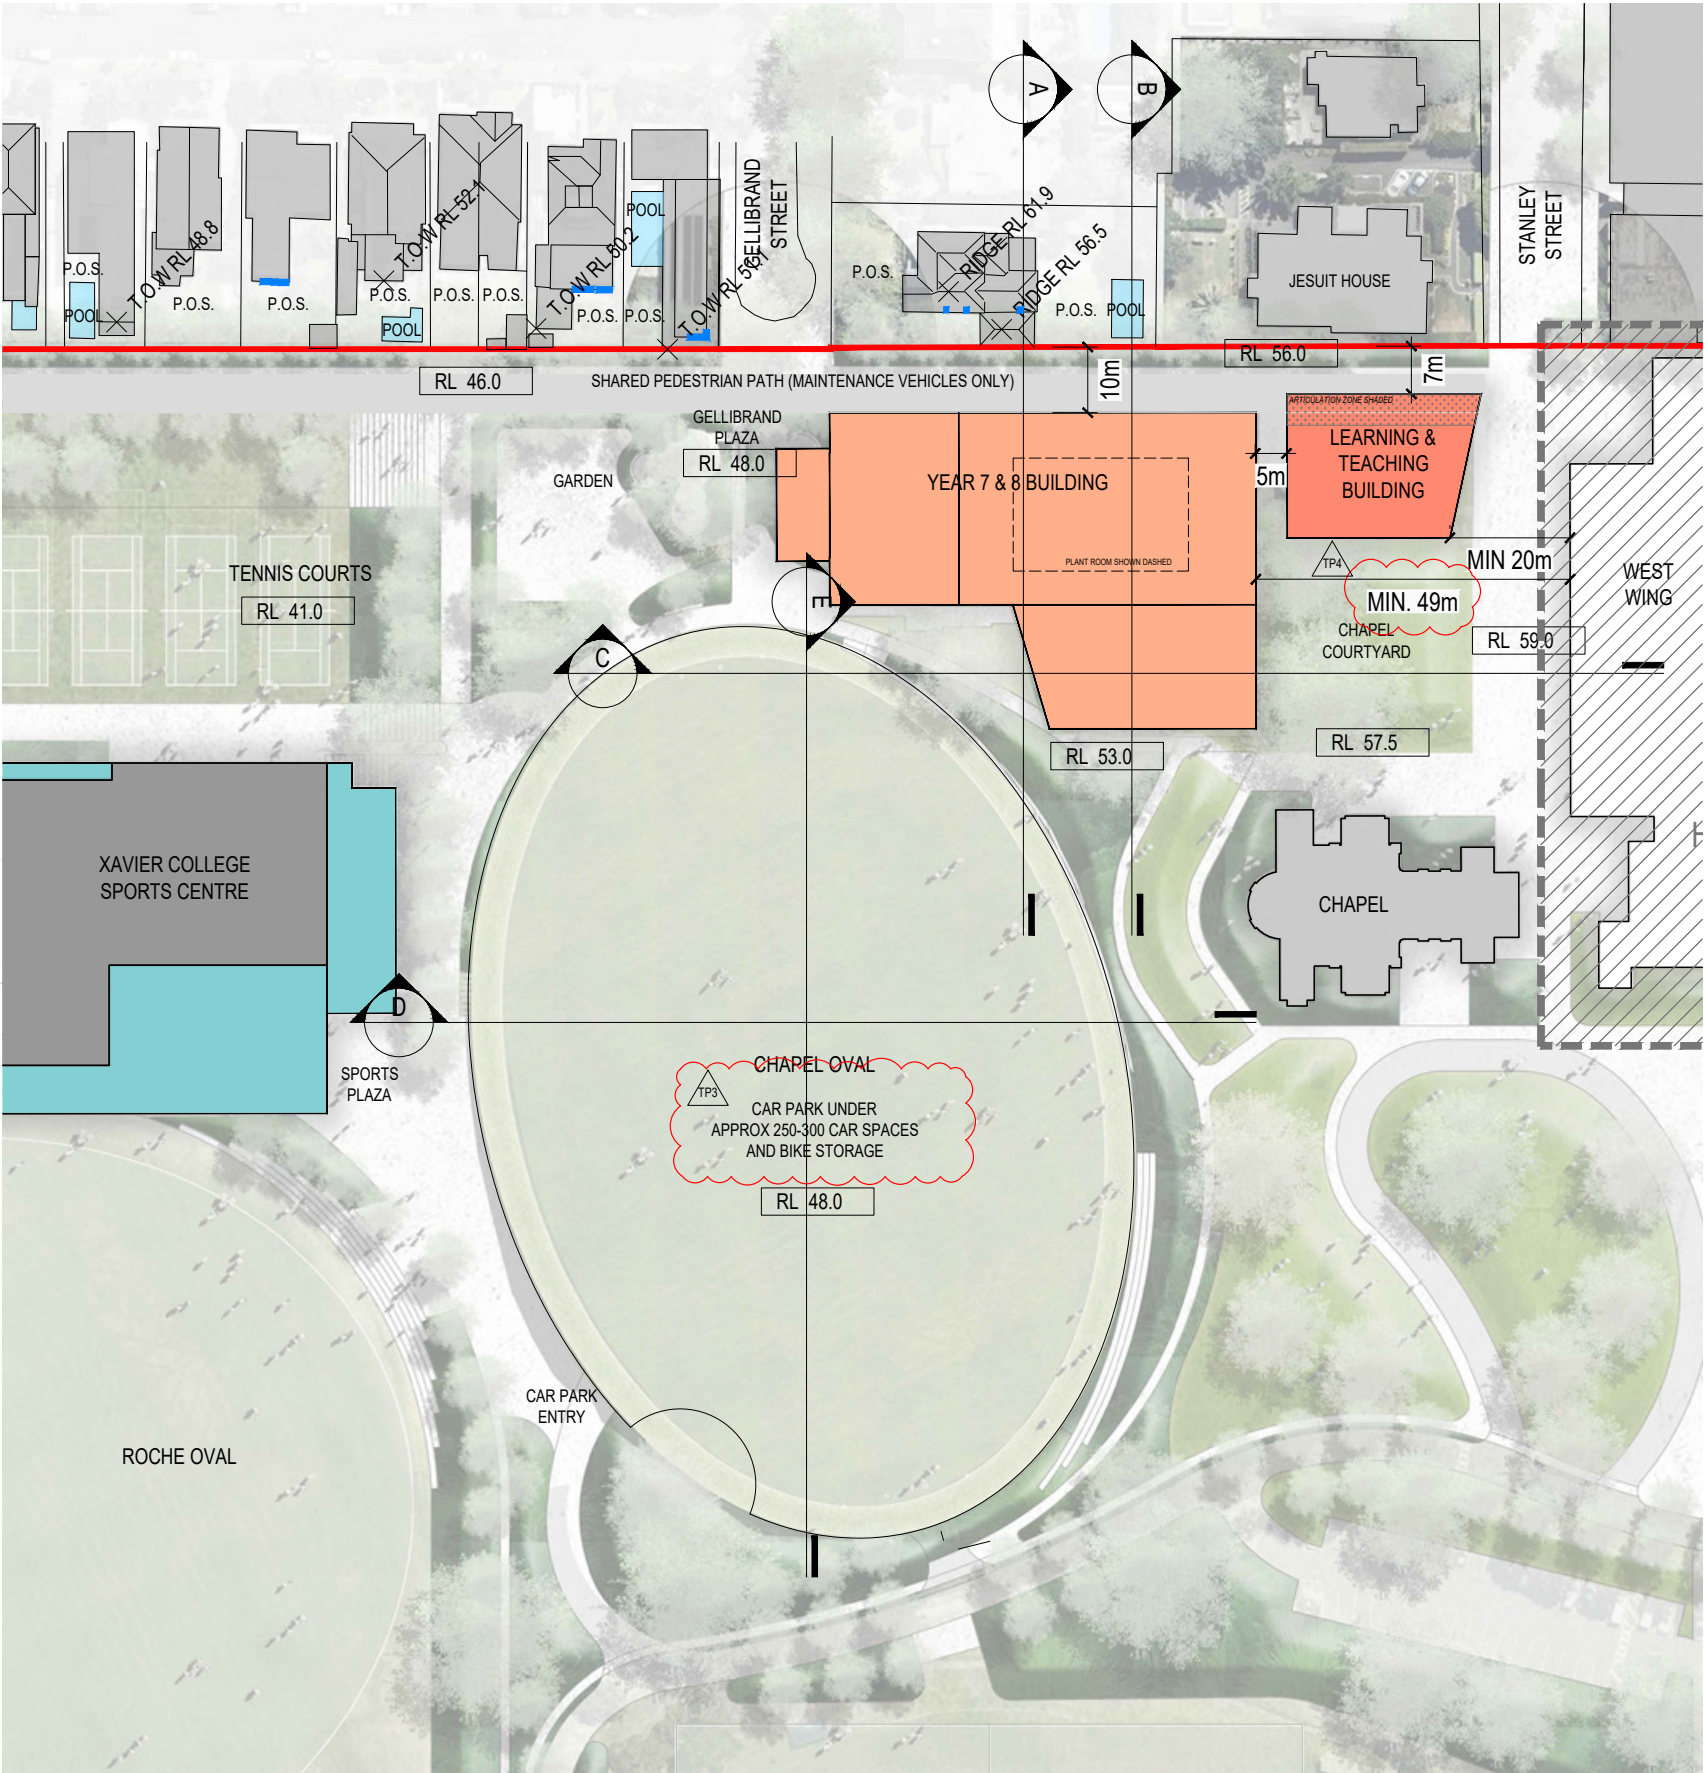 A
B
GELLIBRAND
STREET
STANLEY
STREET
T.O.W RL 48.8
T.O.W RL 52.1
T.O.W RL 50.2
RIDGE RL 61.9
RIDGE RL 56.5
POOL
JESUIT HOUSE
P.O.S.
P.O.S.
P.O.S.
P.O.S.
P.O.S.
P.O.S.
P.O.S.
P.O.S.
P.O.S.
P.O.S.
POOL
POOL
POOL
RL 56.0
RL 46.0
SHARED PEDESTRIAN PATH (MAINTENANCE VEHICLES ONLY)
10m
7m
ARTICULATION ZONE SHADED
GELLIBRAND
PLAZA
RL 48.0
GARDEN
YEAR 7 & 8 BUILDING
5m
LEARNING &
TEACHING
BUILDING
PLANT ROOM SHOWN DASHED
TP4
MIN 20m
MIN. 49m
WEST
WING
TENNIS COURTS
RL 41.0
E
CHAPEL
COURTYARD
RL 59.0
C
RL 53.0
RL 57.5
XAVIER COLLEGE
SPORTS CENTRE
CHAPEL
D
SPORTS
PLAZA
CHAPEL OVAL
TP3
CAR PARK UNDER
APPROX 250-300 CAR SPACES
AND BIKE STORAGE
RL 48.0
CAR PARK
ENTRY
ROCHE OVAL